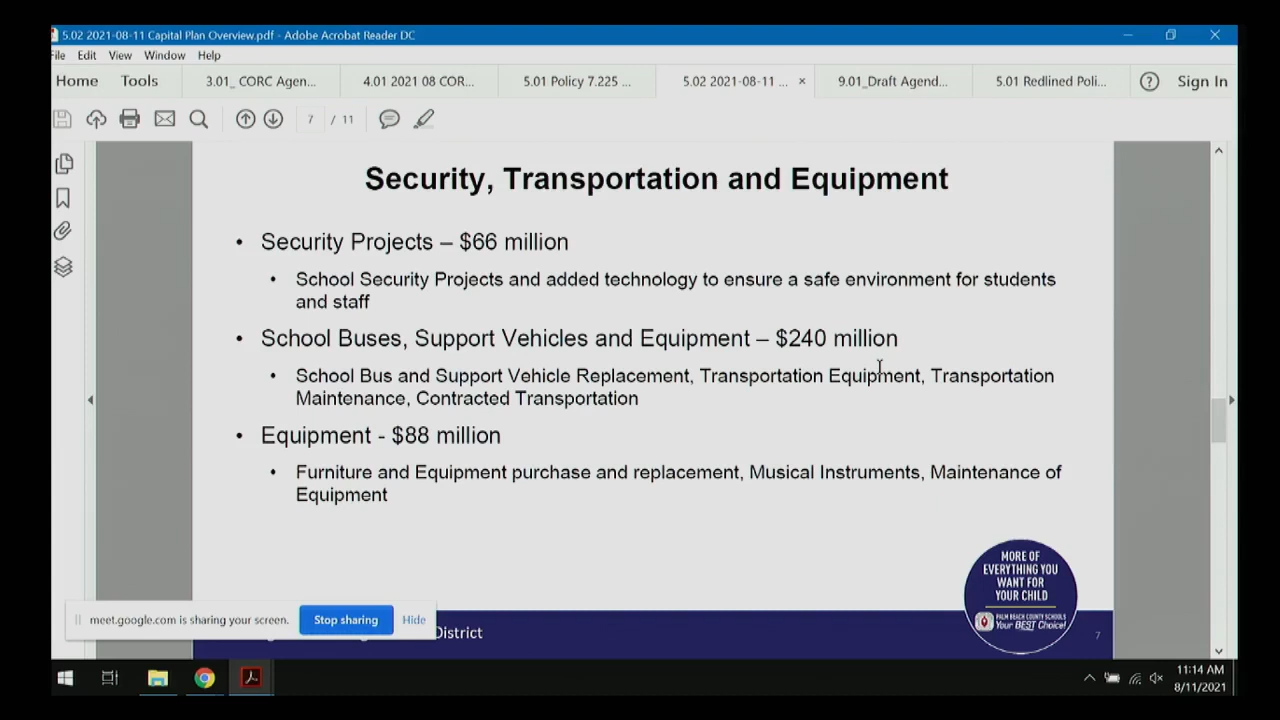 5.02 2021-08-11 Capital Plan Overview.pdf - Adobe Acrobat Reader DC
File Edit View Window Help
Home Tools 3.01_ CORC Agen... 4.01 2021 08 COR... 5.01 Policy 7.225 ... 5.02 2021-08-11 ... × 9.01_Draft Agend... 5.01 Redlined Poli... Sign In
7 / 11
Security, Transportation and Equipment
• Security Projects – $66 million
• School Security Projects and added technology to ensure a safe environment for students
and staff
• School Buses, Support Vehicles and Equipment – $240 million
• School Bus and Support Vehicle Replacement, Transportation Equipment, Transportation
Maintenance, Contracted Transportation
• Equipment - $88 million
• Furniture and Equipment purchase and replacement, Musical Instruments, Maintenance of
Equipment
MORE OF
EVERYTHING YOU
WANT FOR
YOUR CHILD
PALM BEACH COUNTY SCHOOLS
Your BEST Choice!
meet.google.com is sharing your screen. Stop sharing Hide
District
7
11:14 AM
8/11/2021